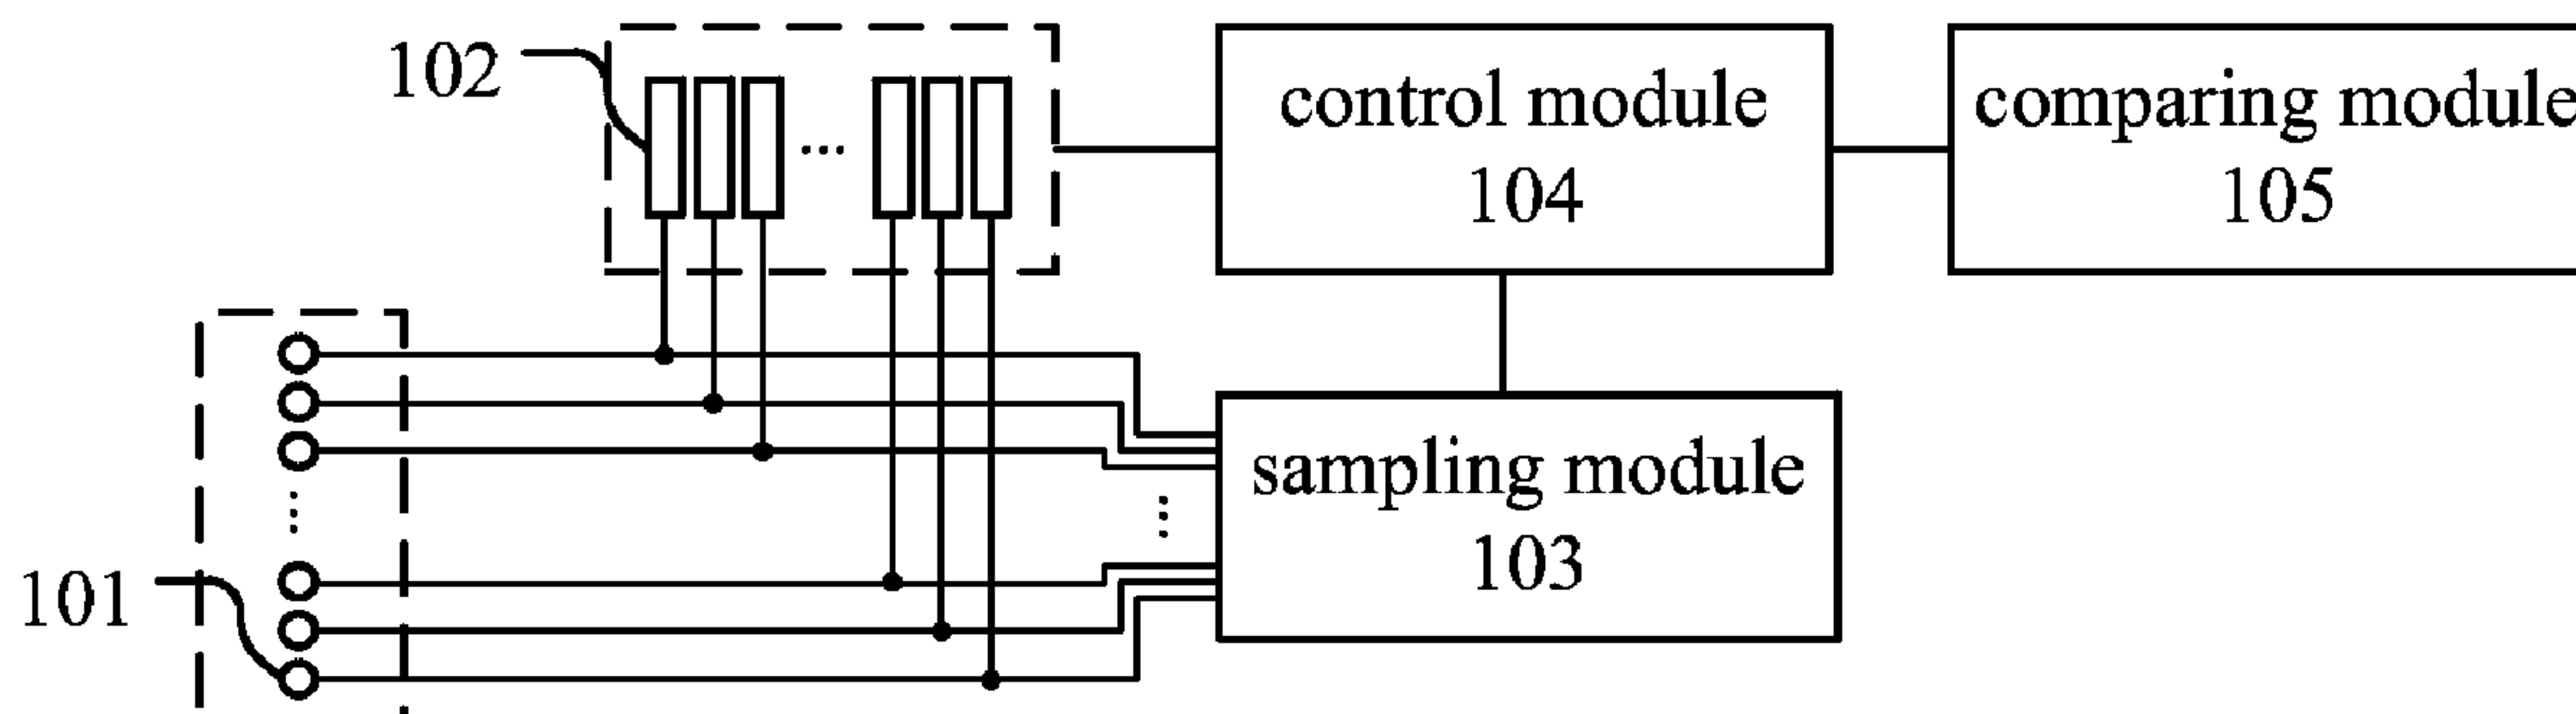 102
...
control module
104
comparing module
105
...
...
sampling module
103
101